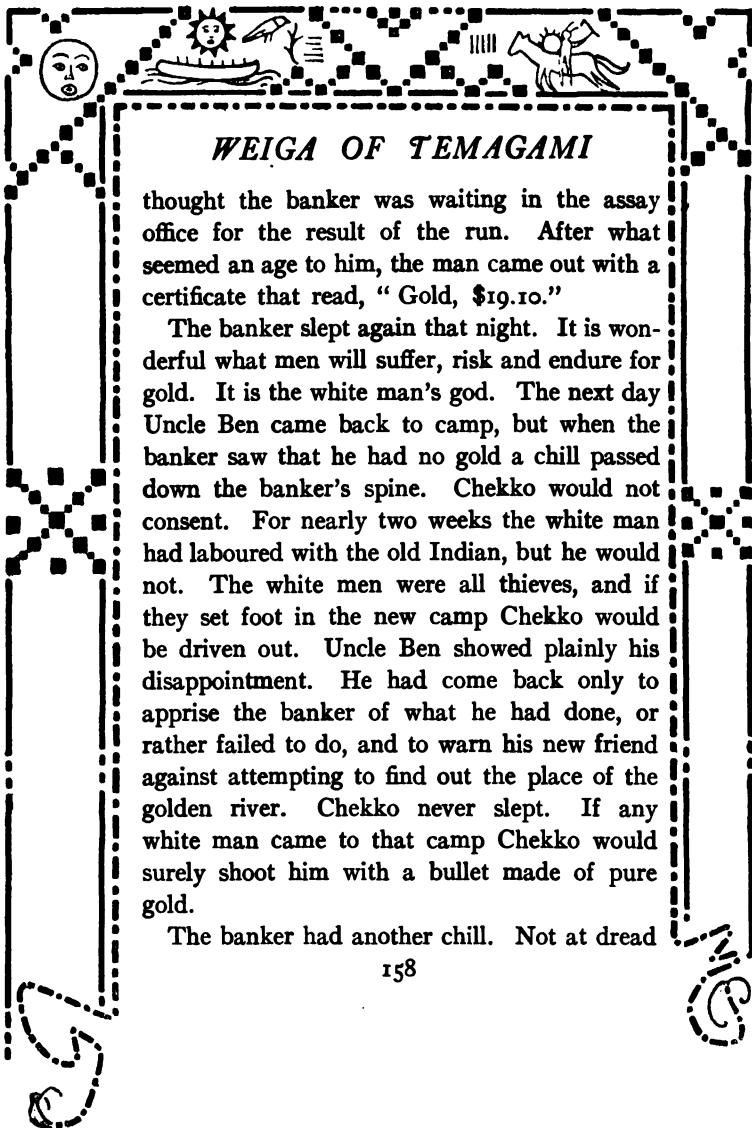 WEIGA OF TEMAGAMI
thought the banker was waiting in the assay
office for the result of the run. After what
seemed an age to him, the man came out with a
certificate that read, “ Gold, $19.10.”
The banker slept again that night. It is won-
derful what men will suffer, risk and endure for
gold. It is the white man's god. The next day
Uncle Ben came back to camp, but when the
banker saw that he had no gold a chill passed
down the banker's spine. Chekko would not
consent. For nearly two weeks the white man
had laboured with the old Indian, but he would
not. The white men were all thieves, and if
they set foot in the new camp Chekko would
be driven out. Uncle Ben showed plainly his
disappointment. He had come back only to
apprise the banker of what he had done, or
rather failed to do, and to warn his new friend
against attempting to find out the place of the
golden river. Chekko never slept. If any
white man came to that camp Chekko would
surely shoot him with a bullet made of pure
gold.
The banker had another chill. Not at dread
158